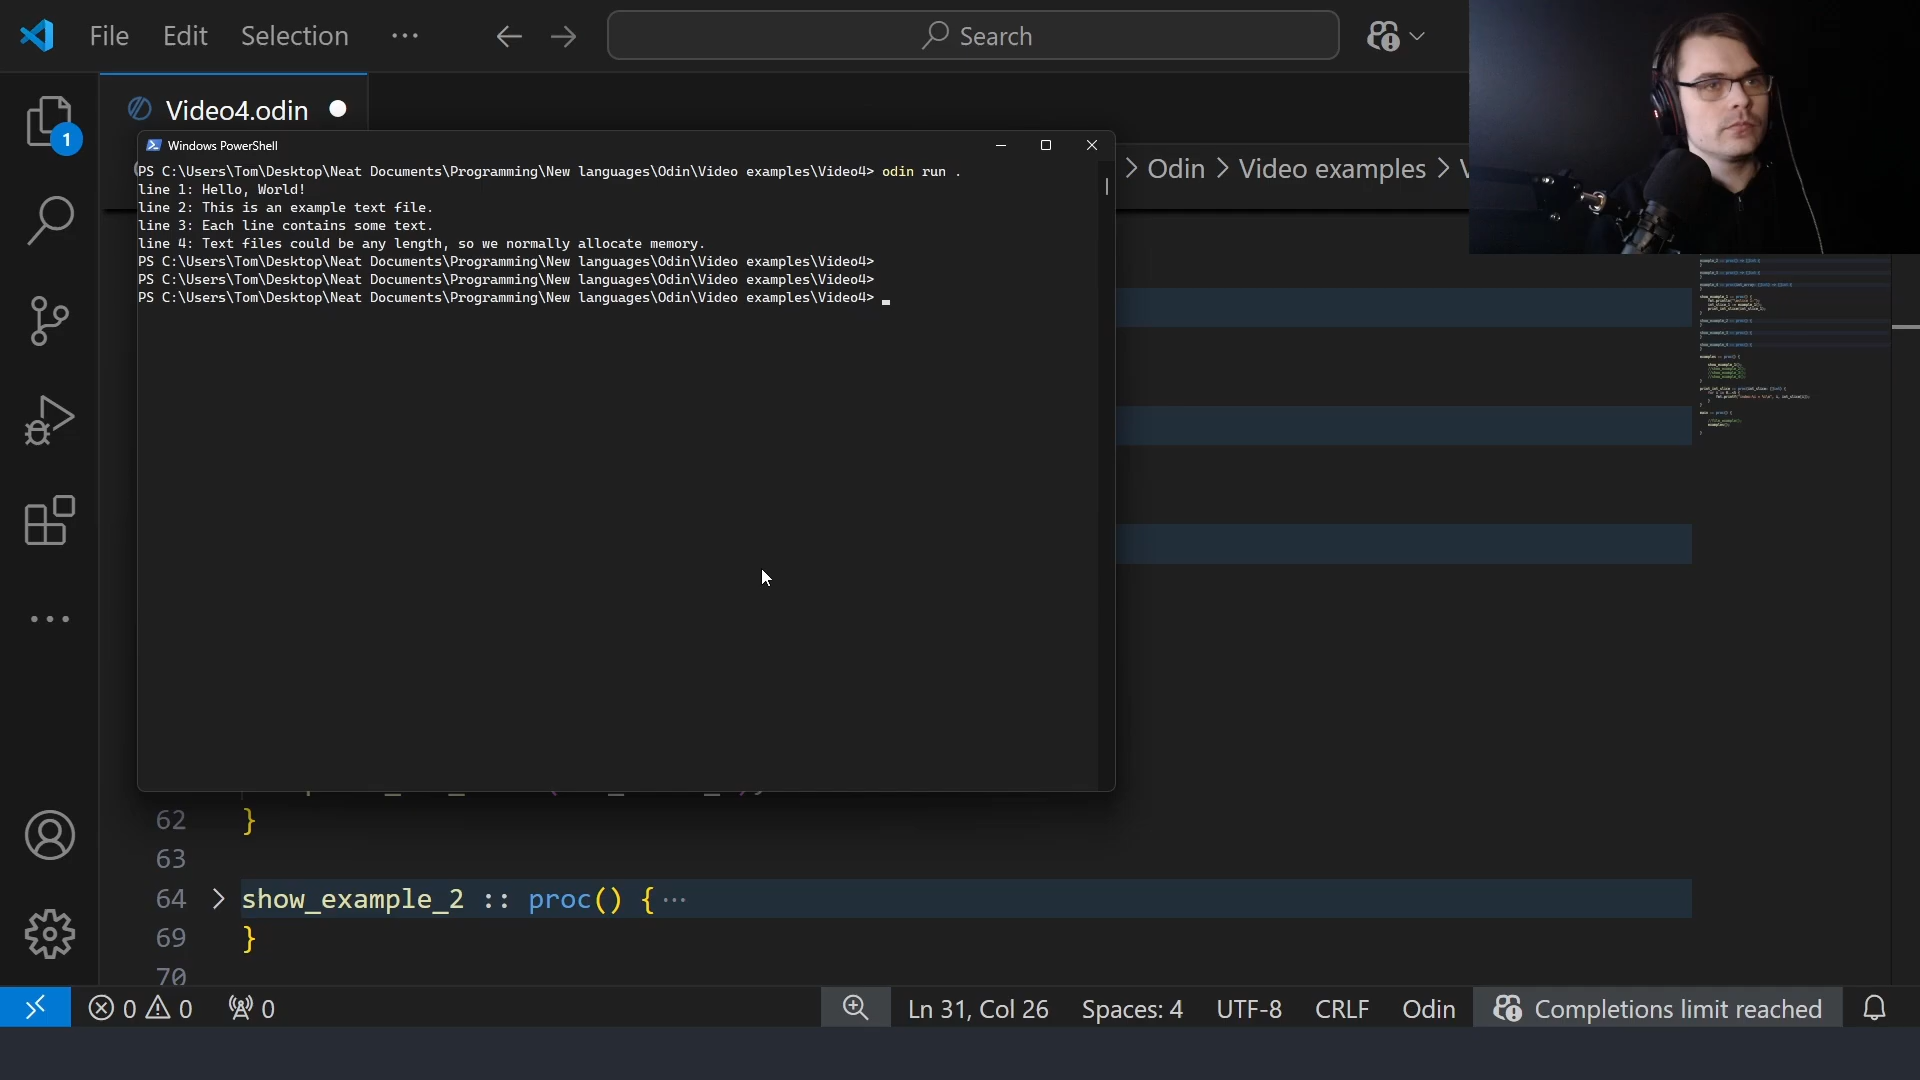 File Edit Selection ··· Search
Video4.odin
1
Windows PowerShell
Odin > Video examples >
PS C:\Users\Tom\Desktop\Neat Documents\Programming\New languages\Odin\Video examples\Video4> odin run .
line 1: Hello, World!
line 2: This is an example text file.
line 3: Each line contains some text.
line 4: Text files could be any length, so we normally allocate memory.
PS C:\Users\Tom\Desktop\Neat Documents\Programming\New languages\Odin\Video examples\Video4>
PS C:\Users\Tom\Desktop\Neat Documents\Programming\New languages\Odin\Video examples\Video4>
PS C:\Users\Tom\Desktop\Neat Documents\Programming\New languages\Odin\Video examples\Video4>
62 }
63
64 > show_example_2 :: proc() {···
69 }
70
0 0 0 Ln 31, Col 26 Spaces: 4 UTF-8 CRLF Odin Completions limit reached